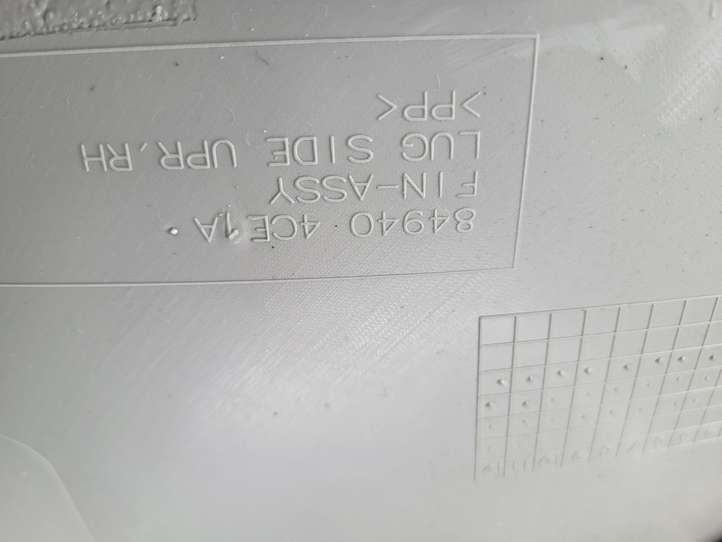 84940 4CE1A
FIN-ASSY
LUG SIDE UPR,RH
>PP<